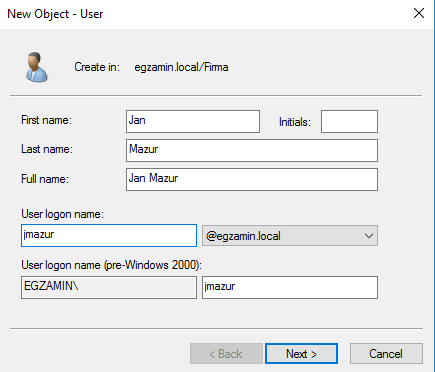 New Object - User
Create in: egzamin.local/Firma
First name: Jan Initials:
Last name: Mazur
Full name: Jan Mazur
User logon name:
jmazur @egzamin.local
User logon name (pre-Windows 2000):
EGZAMIN\ jmazur
< Back Next > Cancel